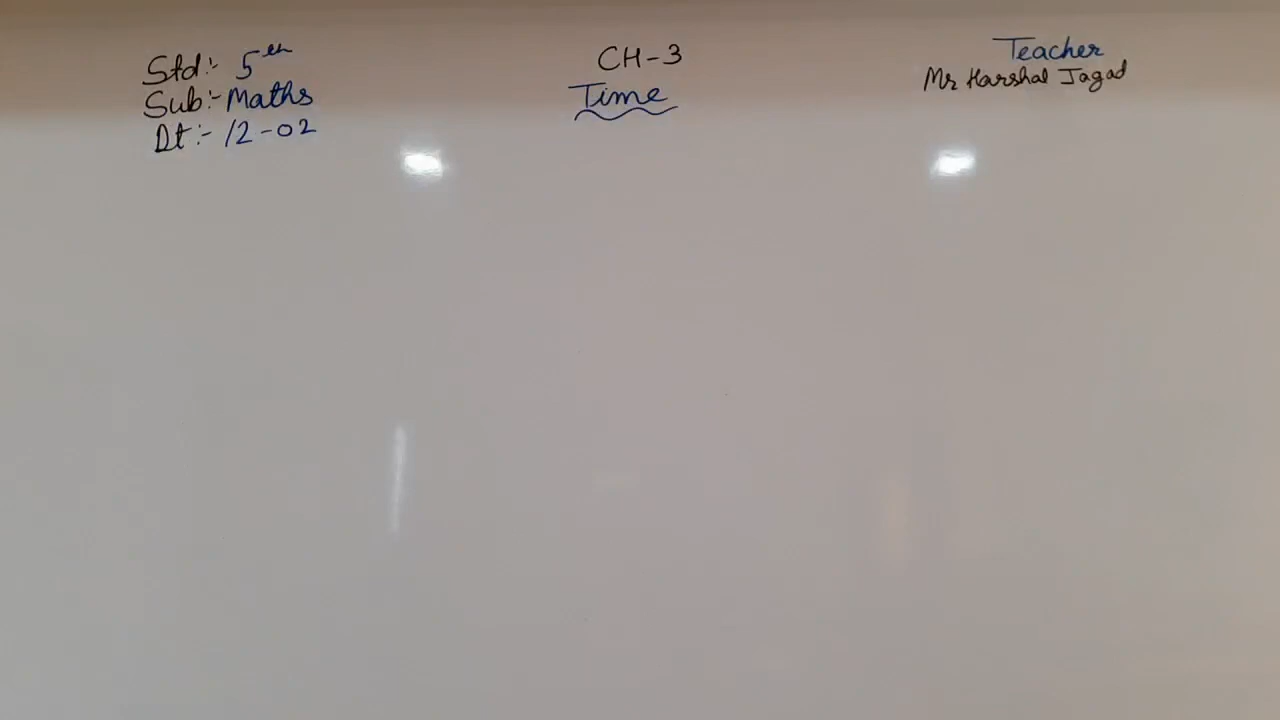 Std:- 5th
Sub:- Maths
Dt:- 12-02
CH-3
Time
Teacher
Mr Harshal Jagad